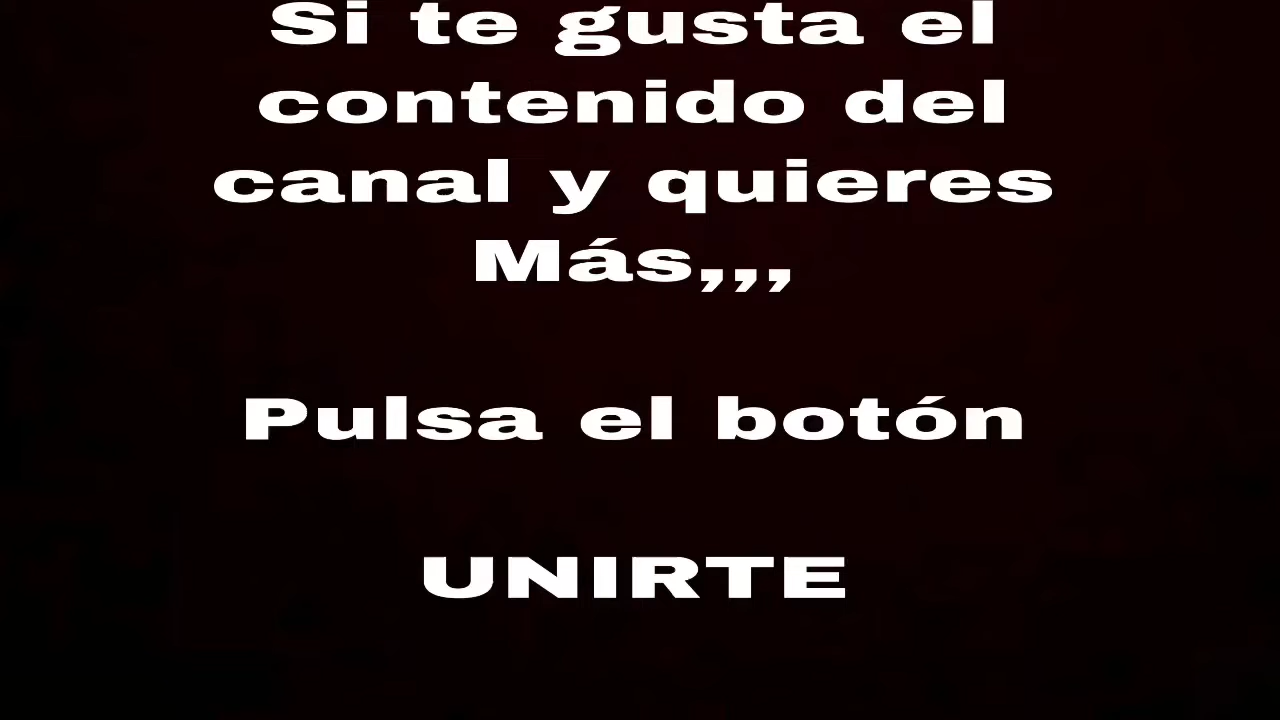 Si te gusta el
contenido del
canal y quieres
Más,,,
Pulsa el botón
UNIRTE